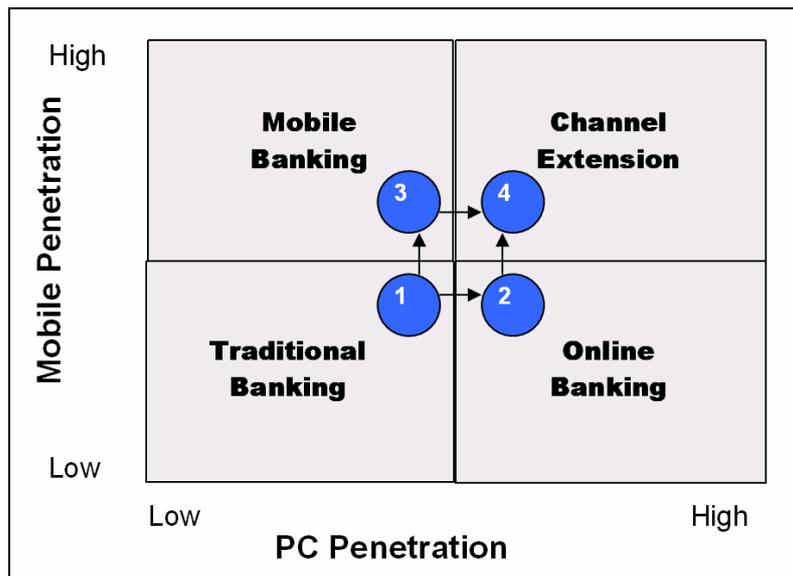 High
Mobile Penetration
Low
Mobile
Banking
Channel
Extension
3
4
1
2
Traditional
Banking
Online
Banking
Low
High
PC Penetration